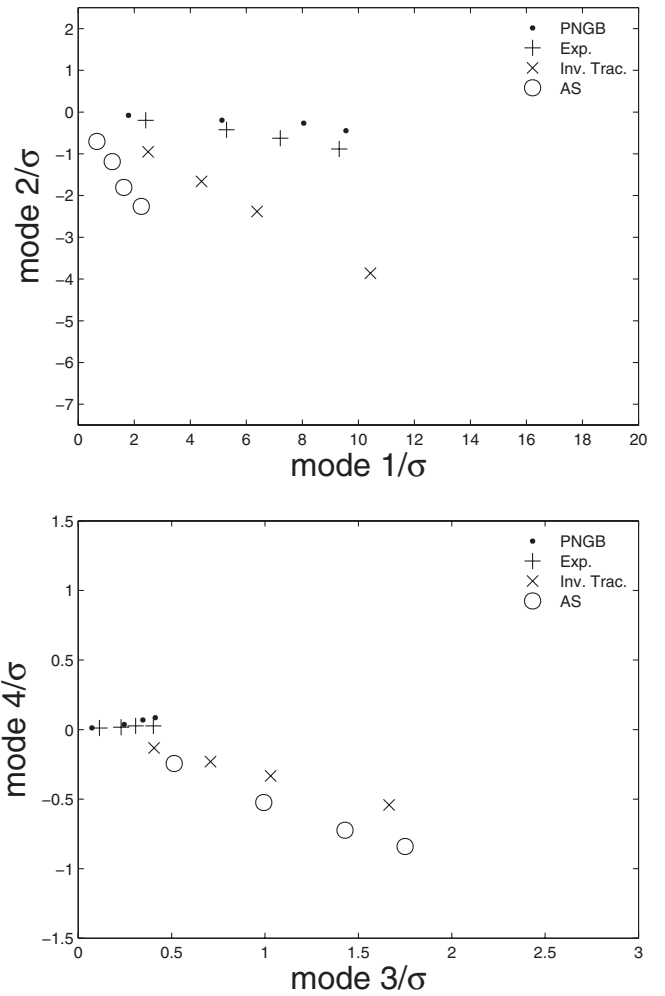 2
1
0
−1
−2
−3
−4
−5
−6
−7
mode 2/σ
0 2 4 6 8 10 12 14 16 18 20
mode 1/σ
PNGB
Exp.
Inv. Trac.
AS
1.5
1
0.5
0
−0.5
−1
−1.5
mode 4/σ
0 0.5 1 1.5 2 2.5 3
mode 3/σ
PNGB
Exp.
Inv. Trac.
AS